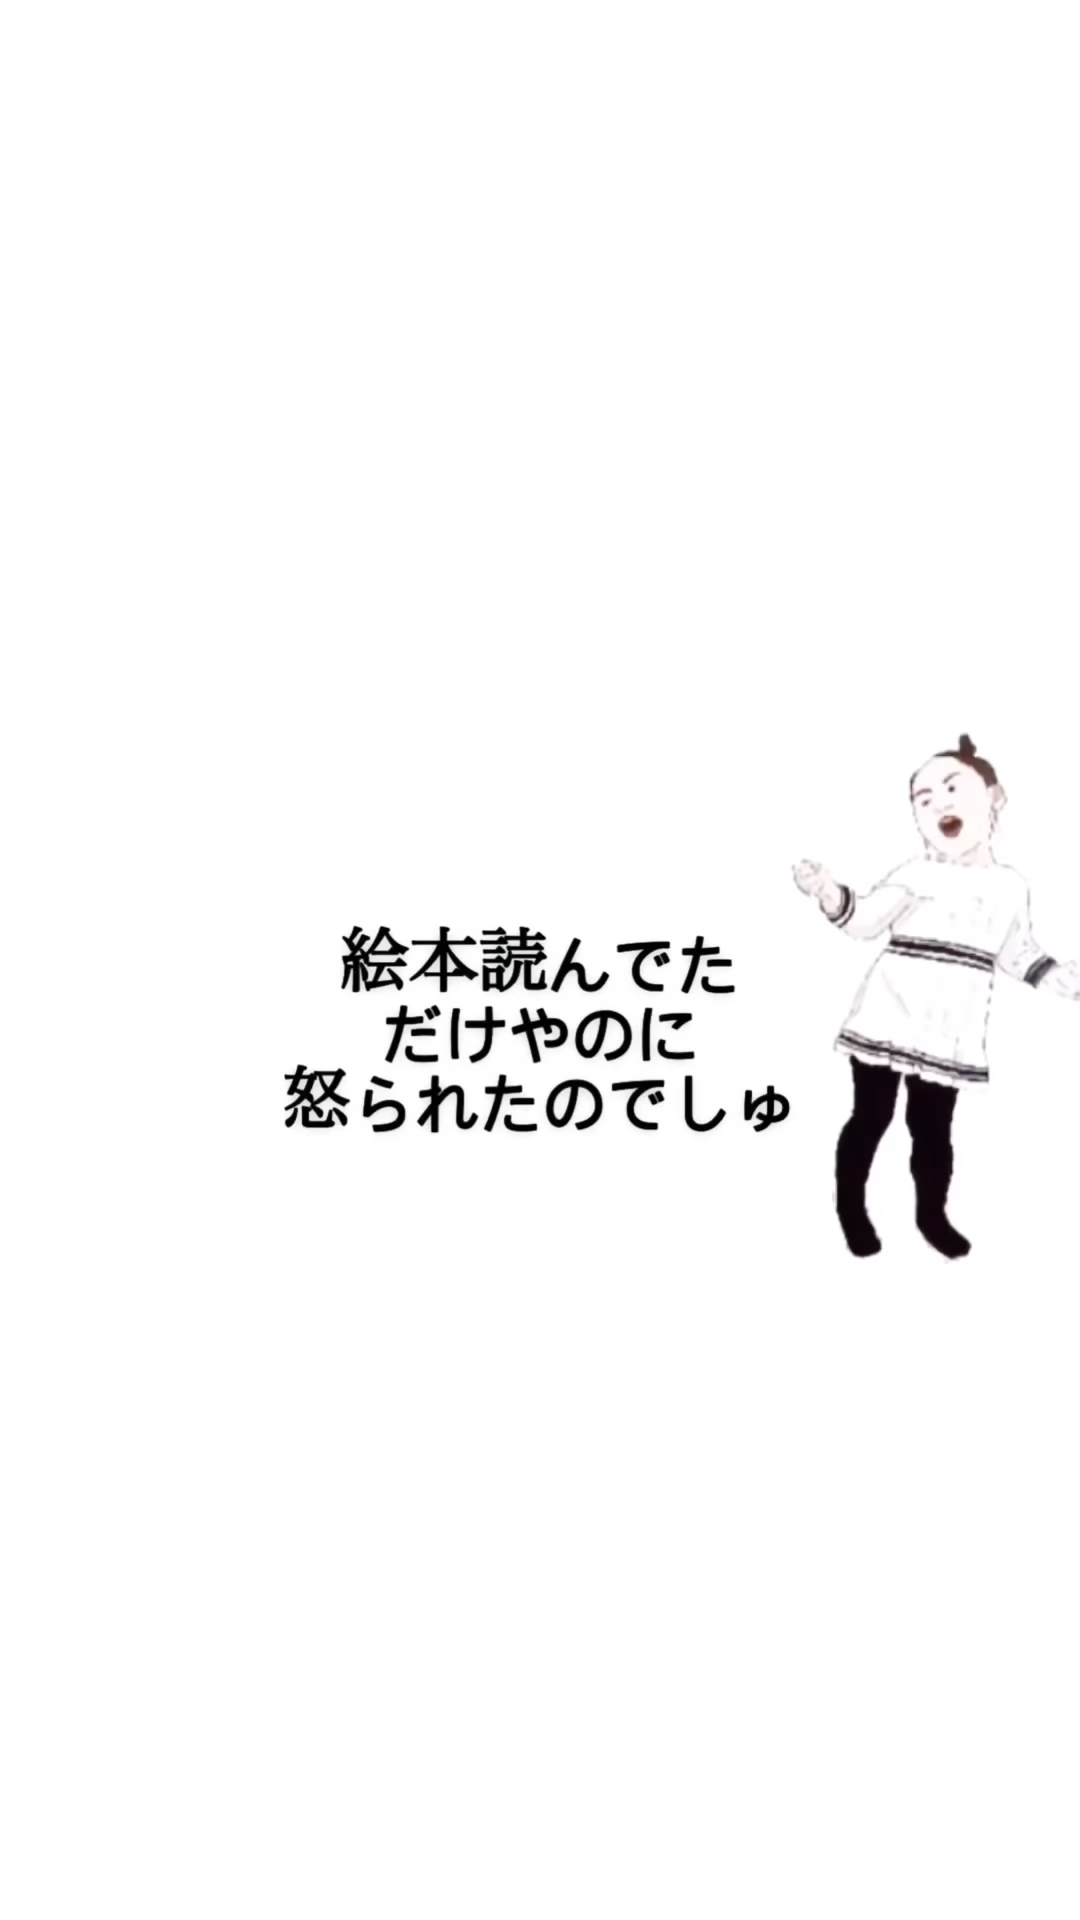 絵本読んでた
だけやのに
怒られたのでしゅ